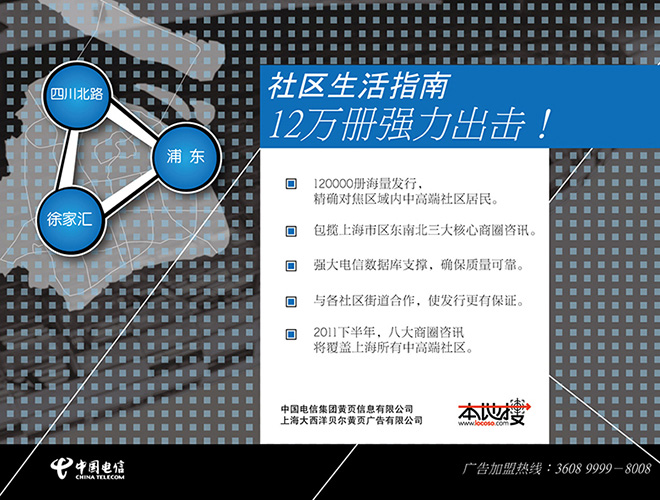 四川北路
浦 东
徐家汇
社区生活指南
12万册强力出击！
120000册海量发行，
精确对焦区域内中高端社区居民。
包揽上海市区东南北三大核心商圈咨讯。
强大电信数据库支撑，确保质量可靠。
与各社区街道合作，使发行更有保证。
2011下半年，八大商圈咨讯
将覆盖上海所有中高端社区。
中国电信集团黄页信息有限公司
上海大西洋贝尔黄页广告有限公司
本地搜
www.locoso.com
中国电信
CHINA TELECOM
广告加盟热线：3608 9999－8008